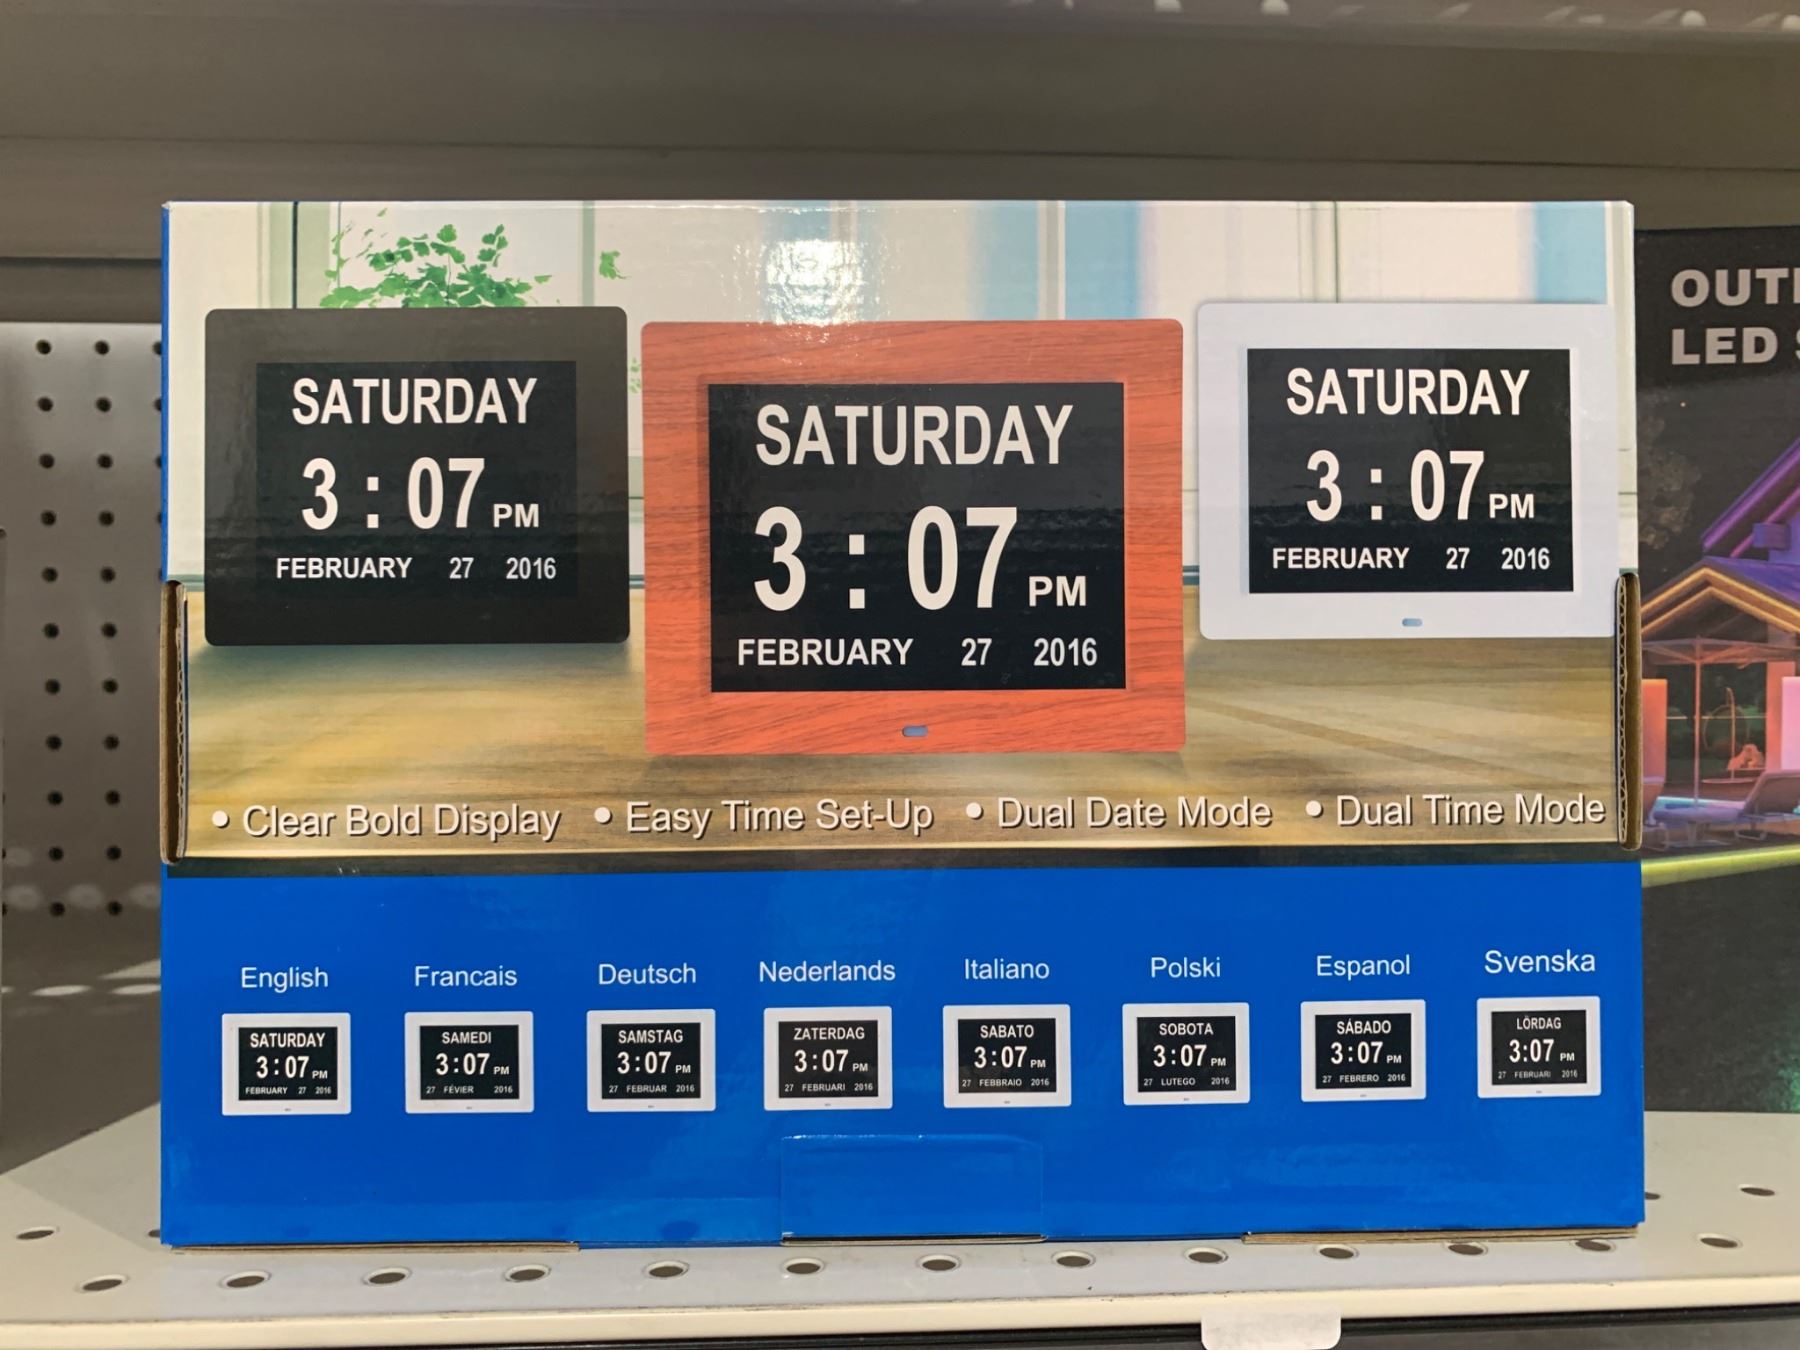 SATURDAY
3 : 07 PM
FEBRUARY 27 2016
SATURDAY
3 : 07 PM
FEBRUARY 27 2016
SATURDAY
3 : 07 PM
FEBRUARY 27 2016
• Clear Bold Display • Easy Time Set-Up • Dual Date Mode • Dual Time Mode
English
SATURDAY
3:07 PM
FEBRUARY 27 2016
Francais
SAMEDI
3:07 PM
27 FÉVIER 2016
Deutsch
SAMSTAG
3:07 PM
27 FEBRUAR 2016
Nederlands
ZATERDAG
3:07 PM
27 FEBRUARI 2016
Italiano
SABATO
3:07 PM
27 FEBBRAIO 2016
Polski
SOBOTA
3:07 PM
27 LUTEGO 2016
Espanol
SÁBADO
3:07 PM
27 FEBRERO 2016
Svenska
LÖRDAG
3:07 PM
27 FEBRUARI 2016
LED